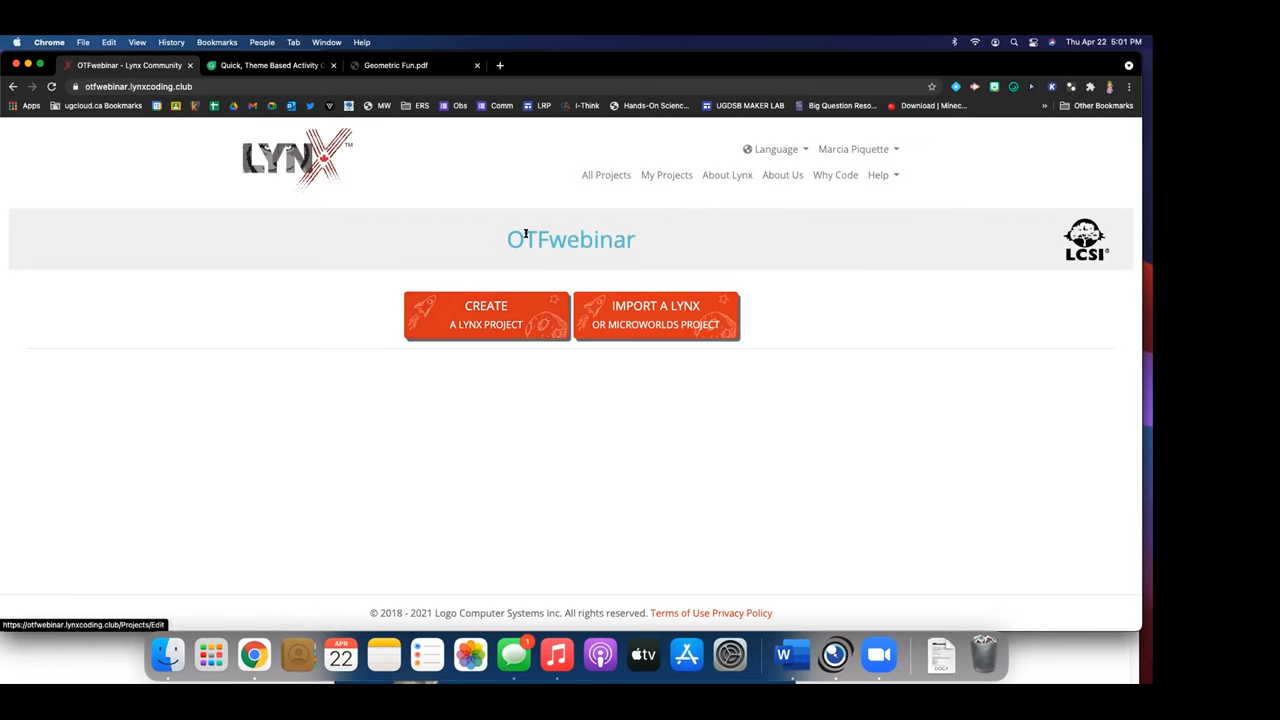 Chrome File Edit View History Bookmarks People Tab Window Help Thu Apr 22 5:01 PM
OTFwebinar - Lynx Community Quick, Theme Based Activity C Geometric Fun.pdf
otfwebinar.lynxcoding.club
Apps ugcloud.ca Bookmarks MW ERS Obs Comm LRP I-Think Hands-On Scienc... UGDSB MAKER LAB Big Question Reso... Download | Minec... » Other Bookmarks
LYNX™
Language Marcia Piquette
All Projects My Projects About Lynx About Us Why Code Help
OTFwebinar
LCSI®
CREATE
A LYNX PROJECT
IMPORT A LYNX
OR MICROWORLDS PROJECT
© 2018 - 2021 Logo Computer Systems Inc. All rights reserved. Terms of Use Privacy Policy
https://otfwebinar.lynxcoding.club/Projects/Edit
APR
22
1
tv
W
DOCX